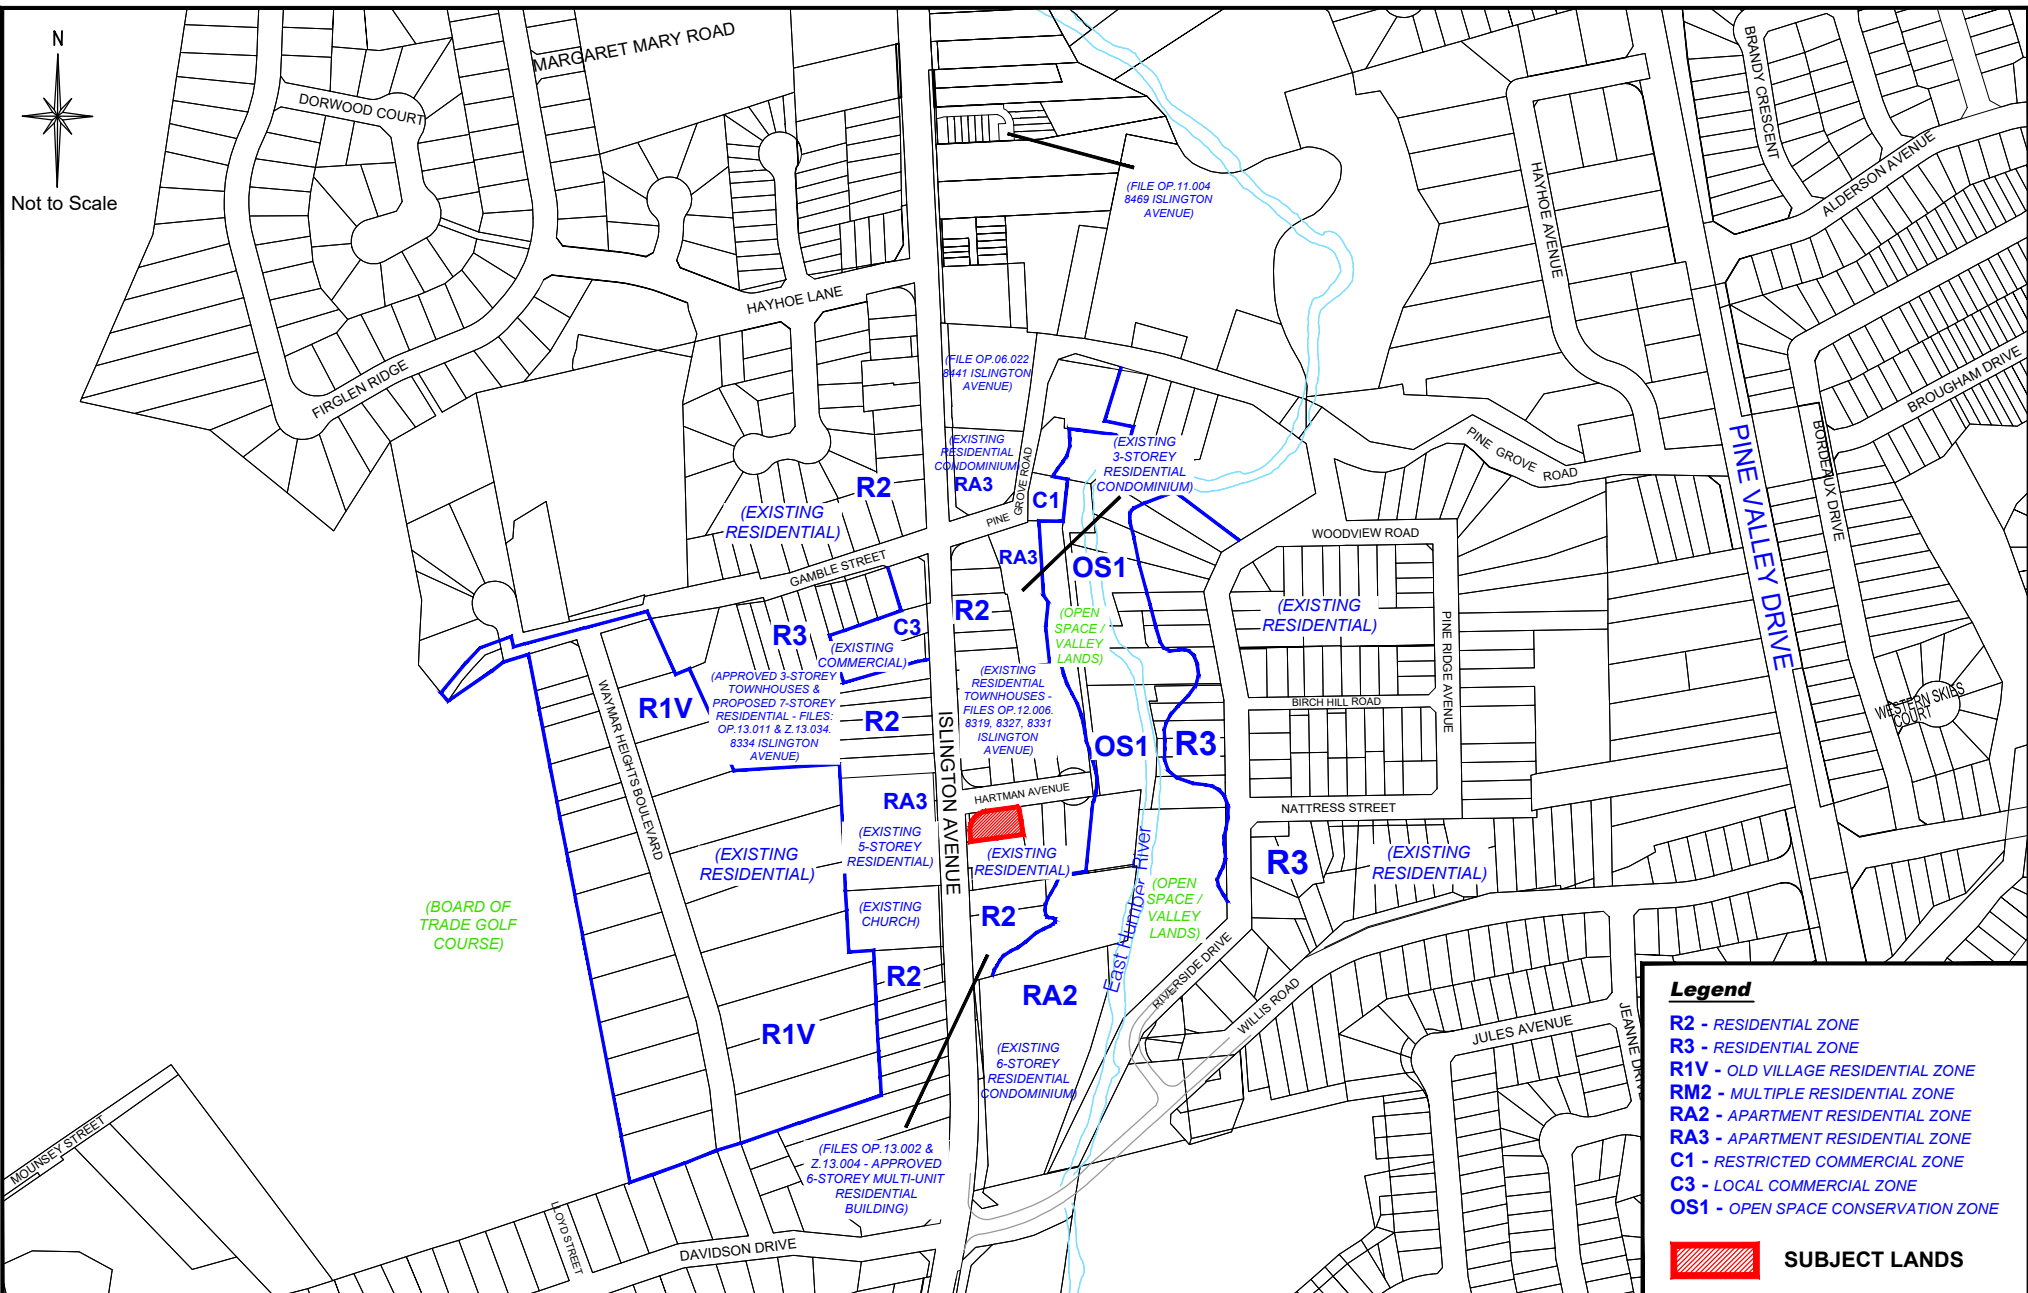 N
Not to Scale
MARGARET MARY ROAD
DORWOOD COURT
HAYHOE LANE
FIRGLEN RIDGE
(FILE OP.11.004
8469 ISLINGTON
AVENUE)
BRANDY CRESCENT
ALDERSON AVENUE
HAYHOE AVENUE
BROUGHAM DRIVE
BORDEAUX DRIVE
PINE VALLEY DRIVE
PINE GROVE ROAD
(FILE OP.06.022
8441 ISLINGTON
AVENUE)
(EXISTING
RESIDENTIAL
CONDOMINIUM)
RA3
PINE GROVE ROAD
C1
(EXISTING
3-STOREY
RESIDENTIAL
CONDOMINIUM)
R2
(EXISTING
RESIDENTIAL)
GAMBLE STREET
RA3
OS1
R2
(OPEN
SPACE /
VALLEY
LANDS)
WOODVIEW ROAD
(EXISTING
RESIDENTIAL)
PINE RIDGE AVENUE
BIRCH HILL ROAD
NATTRESS STREET
WESTERN SKIES
COURT
R3
C3
(EXISTING
COMMERCIAL)
(APPROVED 3-STOREY
TOWNHOUSES &
PROPOSED 7-STOREY
RESIDENTIAL - FILES:
OP.13.011 & Z.13.034.
8334 ISLINGTON
AVENUE)
R1V
R2
(EXISTING
RESIDENTIAL
TOWNHOUSES -
FILES OP.12.006.
8319, 8327, 8331
ISLINGTON
AVENUE)
OS1
R3
WAYMAR HEIGHTS BOULEVARD
ISLINGTON AVENUE
HARTMAN AVENUE
RA3
(EXISTING
5-STOREY
RESIDENTIAL)
(EXISTING
RESIDENTIAL)
(EXISTING
RESIDENTIAL)
R3
(EXISTING
RESIDENTIAL)
(BOARD OF
TRADE GOLF
COURSE)
(EXISTING
CHURCH)
R2
East Humber River
(OPEN
SPACE /
VALLEY
LANDS)
R2
RA2
R1V
RIVERSIDE DRIVE
WILLIS ROAD
JULES AVENUE
JEANNE DRIVE
(EXISTING
6-STOREY
RESIDENTIAL
CONDOMINIUM)
MOUNSEY STREET
(FILES OP.13.002 &
Z.13.004 - APPROVED
6-STOREY MULTI-UNIT
RESIDENTIAL
BUILDING)
LLOYD STREET
DAVIDSON DRIVE
Legend
R2 - RESIDENTIAL ZONE
R3 - RESIDENTIAL ZONE
R1V - OLD VILLAGE RESIDENTIAL ZONE
RM2 - MULTIPLE RESIDENTIAL ZONE
RA2 - APARTMENT RESIDENTIAL ZONE
RA3 - APARTMENT RESIDENTIAL ZONE
C1 - RESTRICTED COMMERCIAL ZONE
C3 - LOCAL COMMERCIAL ZONE
OS1 - OPEN SPACE CONSERVATION ZONE
SUBJECT LANDS